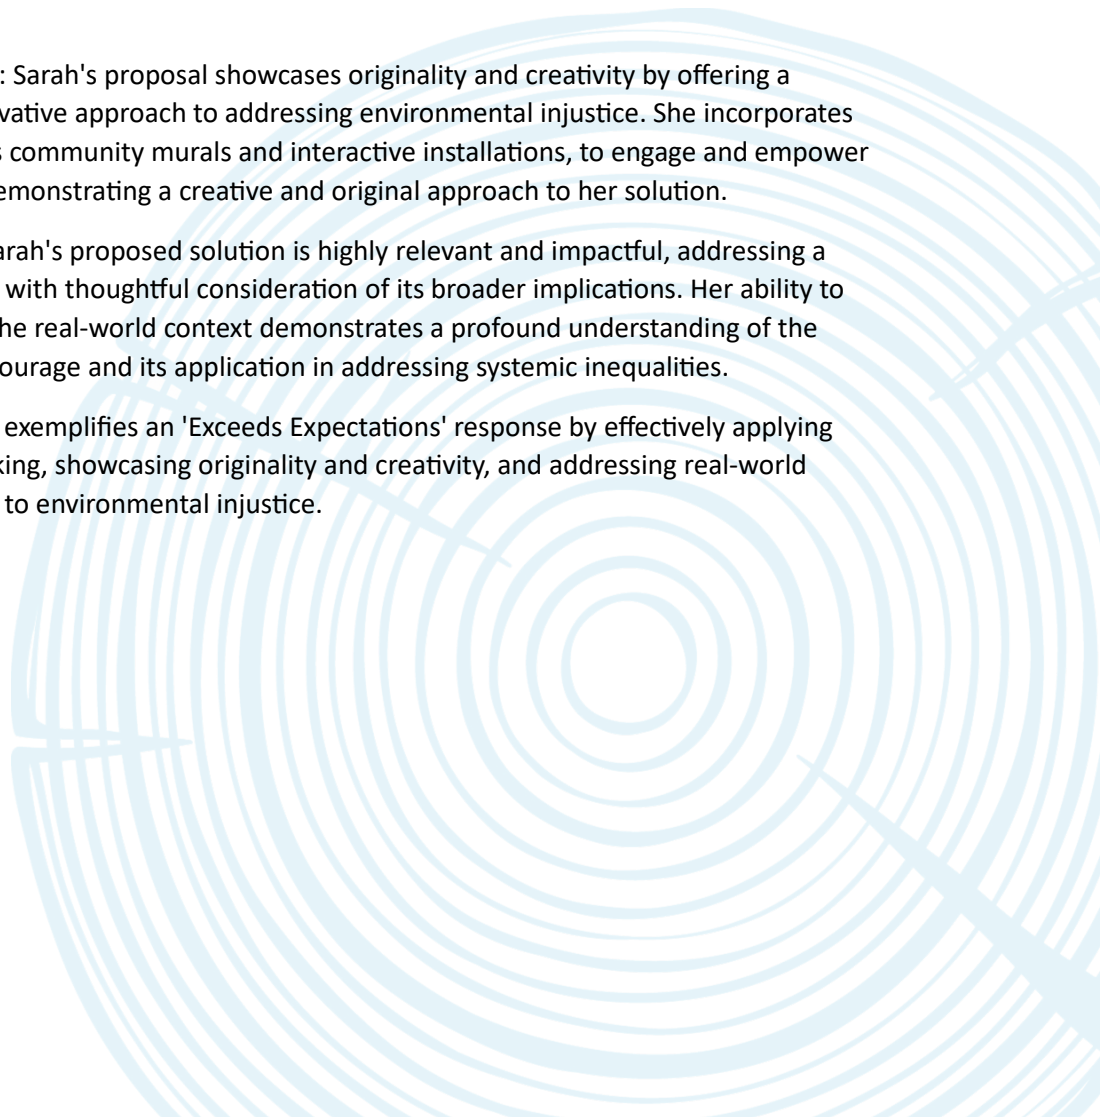 : Sarah's proposal showcases originality and creativity by offering a
vative approach to addressing environmental injustice. She incorporates
s community murals and interactive installations, to engage and empower
emonstrating a creative and original approach to her solution.
arah's proposed solution is highly relevant and impactful, addressing a
with thoughtful consideration of its broader implications. Her ability to
he real-world context demonstrates a profound understanding of the
ourage and its application in addressing systemic inequalities.
exemplifies an 'Exceeds Expectations' response by effectively applying
king, showcasing originality and creativity, and addressing real-world
to environmental injustice.